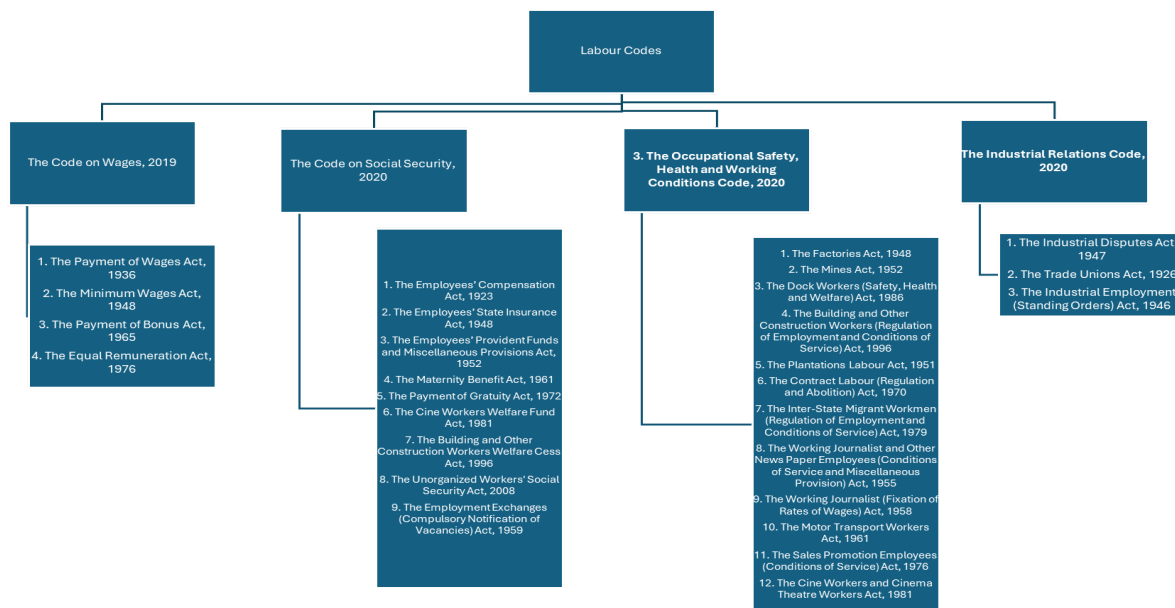 Labour Codes
The Code on Wages, 2019
The Code on Social Security,
2020
3. The Occupational Safety,
Health and Working
Conditions Code, 2020
The Industrial Relations Code,
2020
1. The Payment of Wages Act,
1936
2. The Minimum Wages Act,
1948
3. The Payment of Bonus Act,
1965
4. The Equal Remuneration Act,
1976
1. The Employees' Compensation
Act, 1923
2. The Employees' State Insurance
Act, 1948
3. The Employees' Provident Funds
and Miscellaneous Provisions Act,
1952
4. The Maternity Benefit Act, 1961
5. The Payment of Gratuity Act, 1972
6. The Cine Workers Welfare Fund
Act, 1981
7. The Building and Other
Construction Workers Welfare Cess
Act, 1996
8. The Unorganized Workers' Social
Security Act, 2008
9. The Employment Exchanges
(Compulsory Notification of
Vacancies) Act, 1959
1. The Factories Act, 1948
2. The Mines Act, 1952
3. The Dock Workers (Safety, Health
and Welfare) Act, 1986
4. The Building and Other
Construction Workers (Regulation
of Employment and Conditions of
Service) Act, 1996
5. The Plantations Labour Act, 1951
6. The Contract Labour (Regulation
and Abolition) Act, 1970
7. The Inter-State Migrant Workmen
(Regulation of Employment and
Conditions of Service) Act, 1979
8. The Working Journalist and Other
News Paper Employees (Conditions
of Service and Miscellaneous
Provision) Act, 1955
9. The Working Journalist (Fixation of
Rates of Wages) Act, 1958
10. The Motor Transport Workers
Act, 1961
11. The Sales Promotion Employees
(Conditions of Service) Act, 1976
12. The Cine Workers and Cinema
Theatre Workers Act, 1981
1. The Industrial Disputes Act,
1947
2. The Trade Unions Act, 1926
3. The Industrial Employment
(Standing Orders) Act, 1946